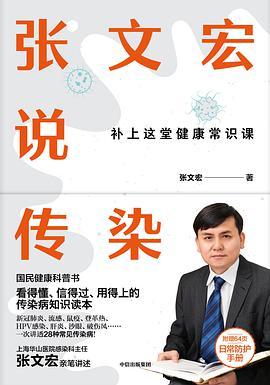 张文宏
说
补上这堂健康常识课
张文宏 著
传染
国民健康科普书
看得懂、信得过、用得上的
传染病知识读本
新冠肺炎、流感、鼠疫、登革热、
HPV感染、肝炎、沙眼、破伤风……
一次讲透28种常见传染病!
上海华山医院感染科主任
张文宏亲笔讲述
附赠64页
日常防护
手册
中信出版集团